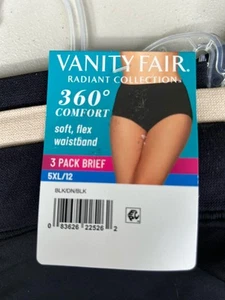 VANITY FAIR®
RADIANT COLLECTION™
360°
COMFORT
soft, flex
waistband
3 PACK BRIEF
5XL/12
BLK/DN/BLK
0 83626 22526 2